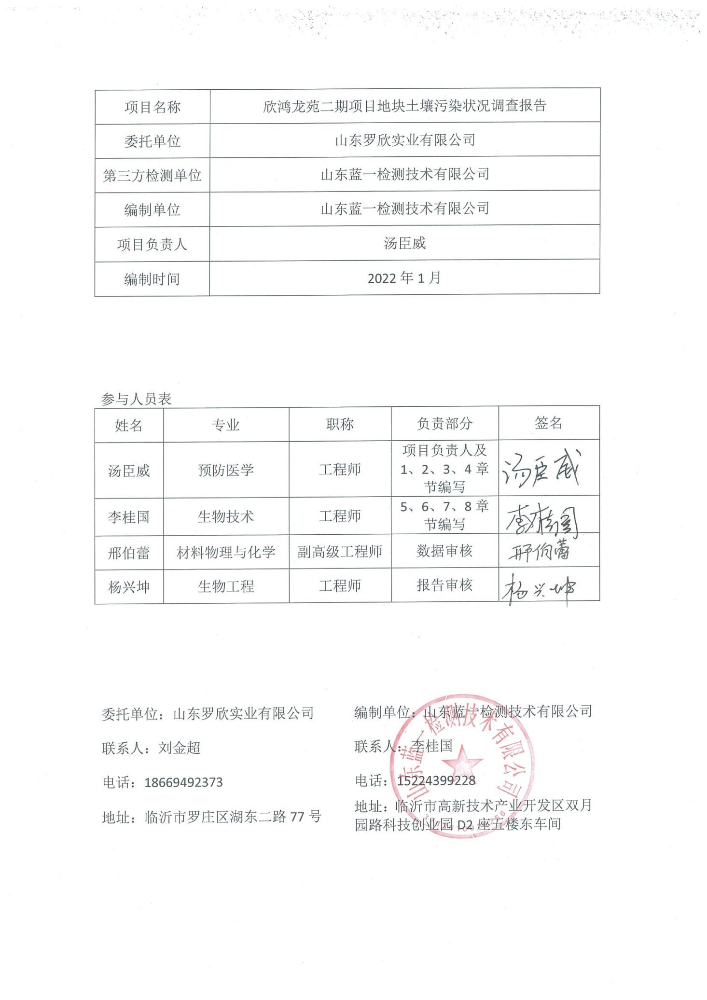 项目名称 欣鸿龙苑二期项目地块土壤污染状况调查报告
委托单位 山东罗欣实业有限公司
第三方检测单位 山东蓝一检测技术有限公司
编制单位 山东蓝一检测技术有限公司
项目负责人 汤臣威
编制时间 2022 年 1 月
参与人员表
姓名 专业 职称 负责部分 签名
汤臣威 预防医学 工程师 项目负责人及 汤臣威
1、2、3、4 章
节编写
李桂国 生物技术 工程师 5、6、7、8 章 李桂国
节编写
邢伯蕾 材料物理与化学 副高级工程师 数据审核 邢伯蕾
杨兴坤 生物工程 工程师 报告审核 杨兴坤
委托单位：山东罗欣实业有限公司
联系人：刘金超
电话：18669492373
地址：临沂市罗庄区湖东二路 77 号
编制单位：山东蓝一检测技术有限公司
联系人：李桂国
电话：15224399228
地址：临沂市高新技术产业开发区双月
园路科技创业园 D2 座五楼东车间
山东蓝一检测技术有限公司